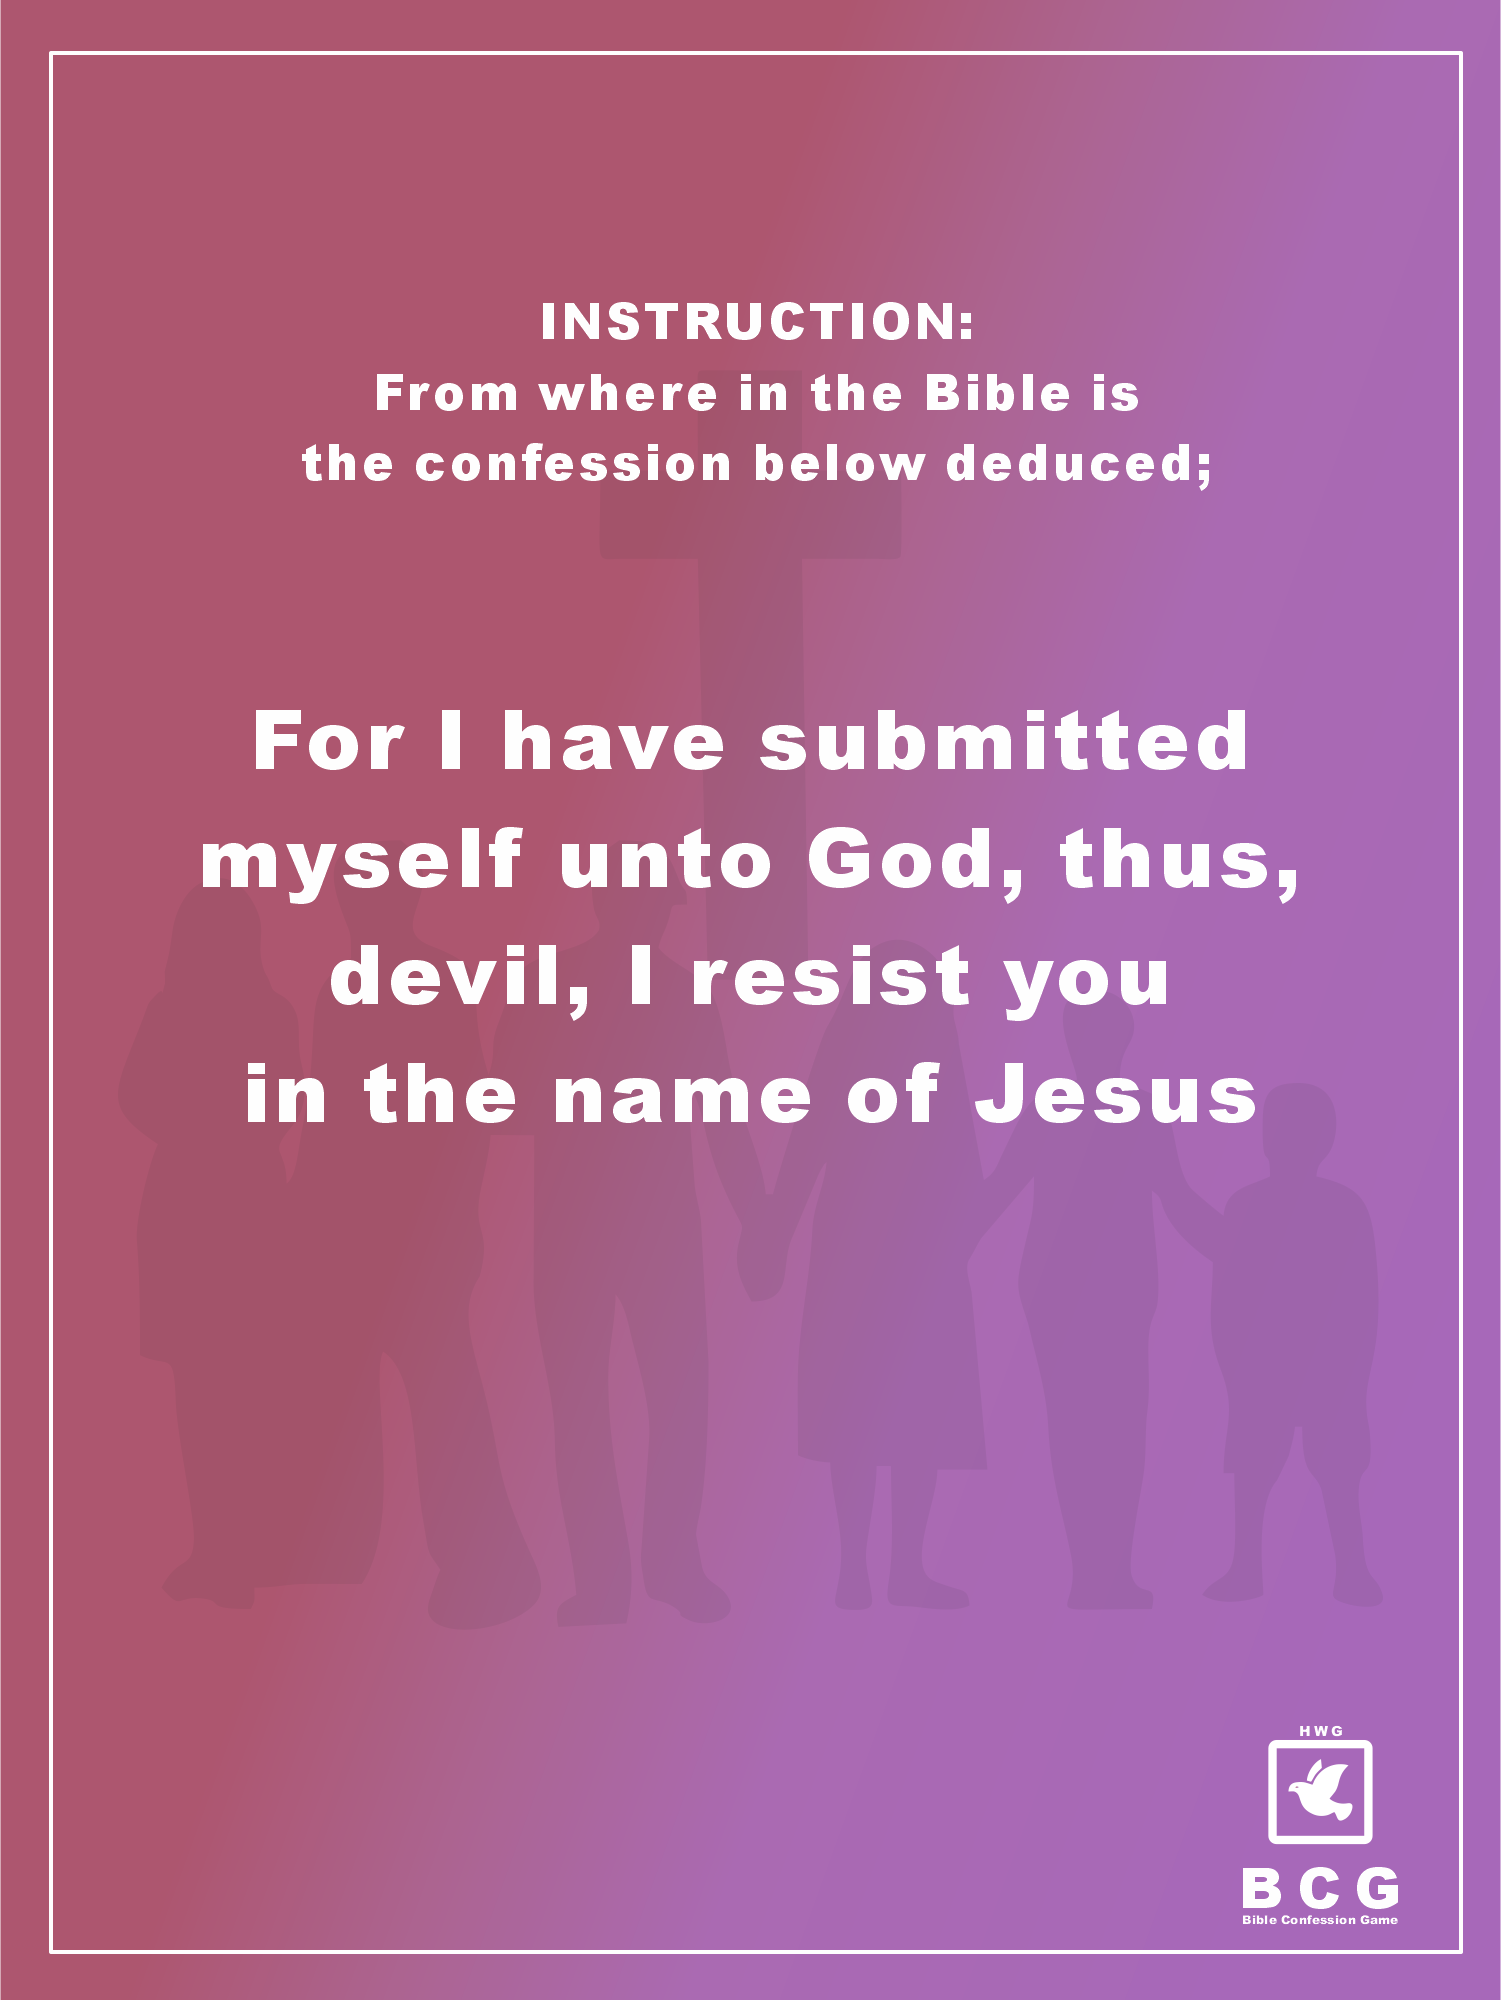 INSTRUCTION:
From where in the Bible is
the confession below deduced;
For I have submitted
myself unto God, thus,
devil, I resist you
in the name of Jesus
HWG
BCG
Bible Confession Game